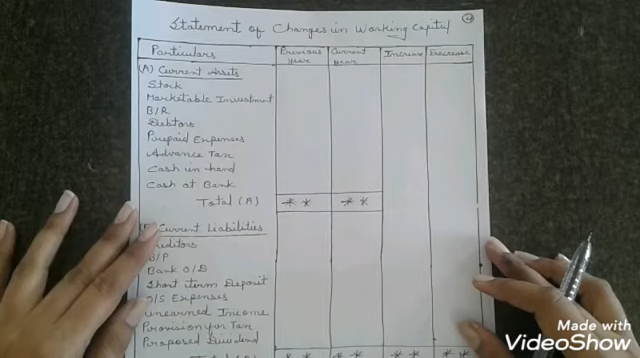 Statement of Changes in Working Capital
Particulars Previous year Current year Increase Decrease
(A) Current Assets
Stock
Marketable Investment
B/R
Debtors
Prepaid Expenses
Advance Tax
Cash in hand
Cash at Bank
Total (A) ** **
Current Liabilities
B/P
Bank O/D
Short term Deposit
O/S Expenses
Unearned Income
Provision for Tax
Proposed Dividend
** ** ** **
Made with
VideoShow